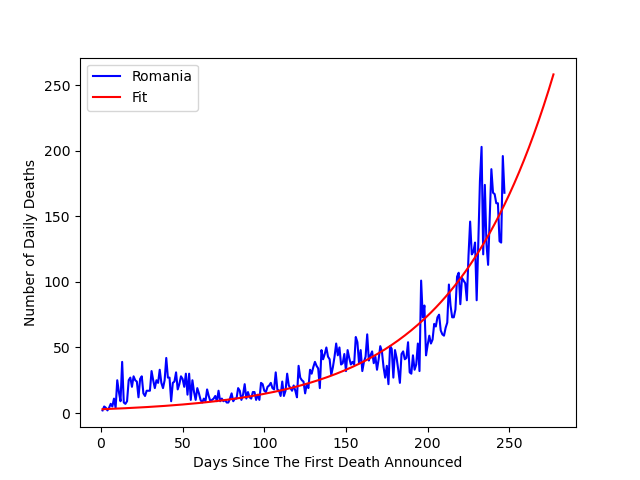 Romania
Fit
250
200
150
100
50
0
Number of Daily Deaths
0 50 100 150 200 250
Days Since The First Death Announced